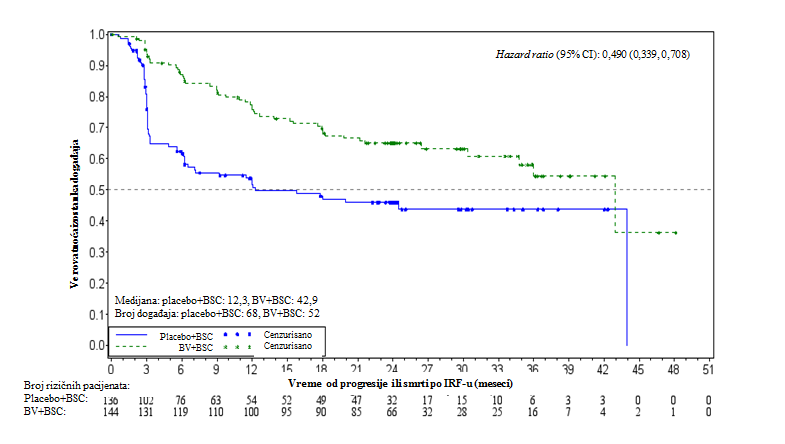 Hazard ratio (95% CI): 0,490 (0,339, 0,708)
Verovatnoća izostanka događaja
1.0
0.9
0.8
0.7
0.6
0.5
0.4
0.3
0.2
0.1
0.0
Medijana: placebo+BSC: 12,3, BV+BSC: 42,9
Broj događaja: placebo+BSC: 68, BV+BSC: 52
Placebo+BSC Cenzurisano
BV+BSC Cenzurisano
0 3 6 9 12 15 18 21 24 27 30 33 36 39 42 45 48 51
Vreme od progresije ili smrti po IRF-u (meseci)
Broj rizičnih pacijenata:
Placebo+BSC: 136 102 76 63 54 52 49 47 32 17 15 10 6 3 3 0 0 0
BV+BSC: 144 131 119 110 100 95 90 85 66 32 28 25 16 7 4 2 1 0